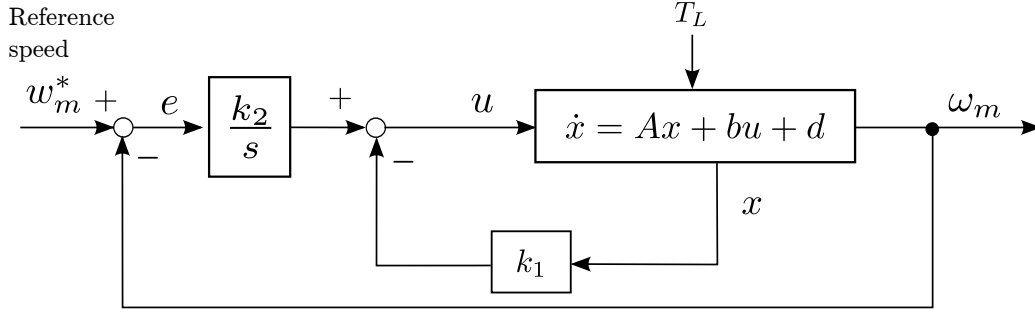 Reference
speed
T_L
w_m^* + e k_2/s + u ẋ = Ax + bu + d ω_m
− −
x
k_1